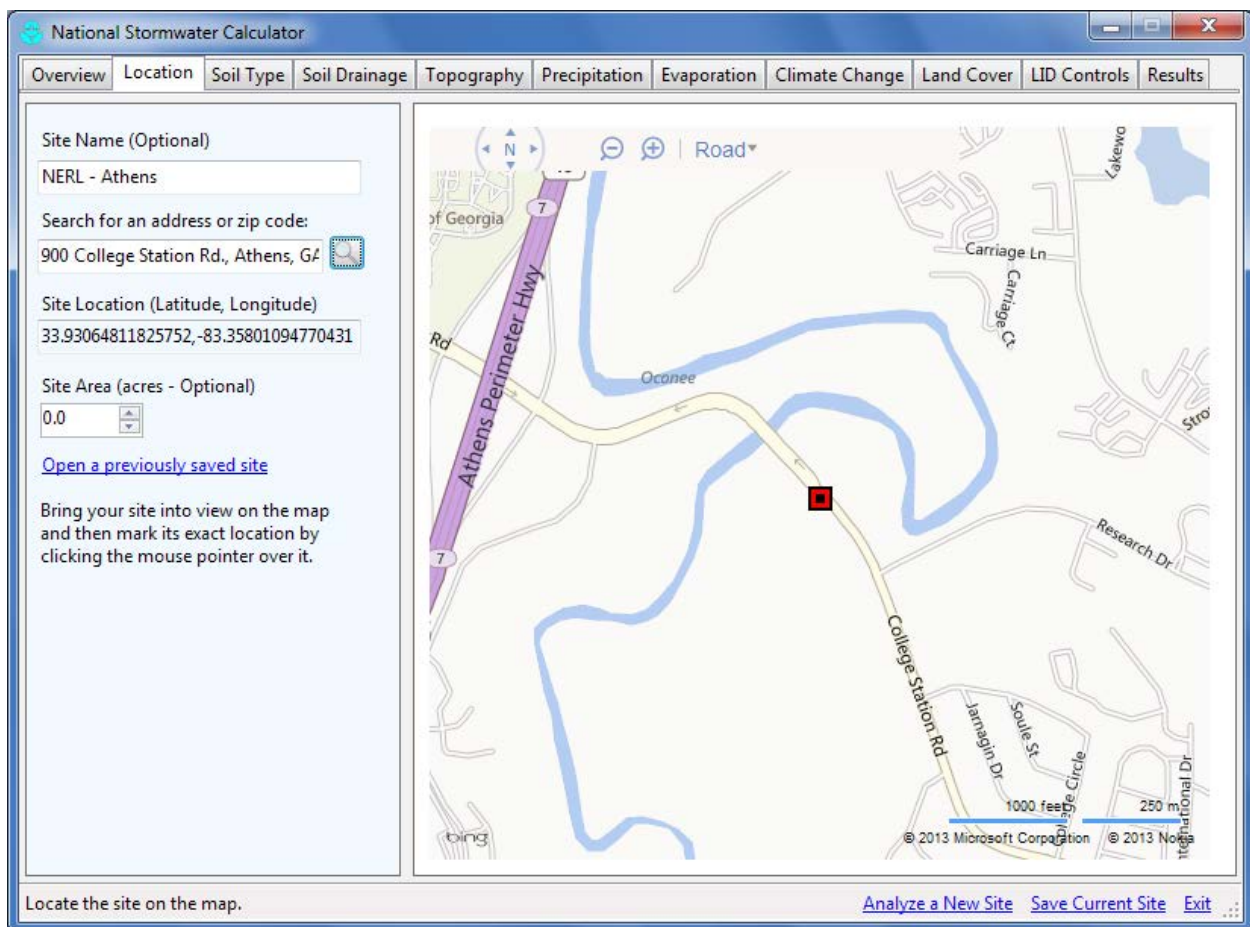 National Stormwater Calculator
Overview Location Soil Type Soil Drainage Topography Precipitation Evaporation Climate Change Land Cover LID Controls Results
Site Name (Optional)
NERL - Athens
Search for an address or zip code:
900 College Station Rd., Athens, GA
Site Location (Latitude, Longitude)
33.93064811825752,-83.35801094770431
Site Area (acres - Optional)
0.0
Open a previously saved site
Bring your site into view on the map
and then mark its exact location by
clicking the mouse pointer over it.
N
Road
of Georgia
7
Athens Perimeter Hwy
Rd
Oconee
Carriage Ln
Carriage Ct
7
Research Dr
College Station Rd
Jarnagin Dr
Soule St
College Circle
International Dr
1000 feet
250 m
bing
© 2013 Microsoft Corporation © 2013 Nokia
Locate the site on the map.
Analyze a New Site Save Current Site Exit